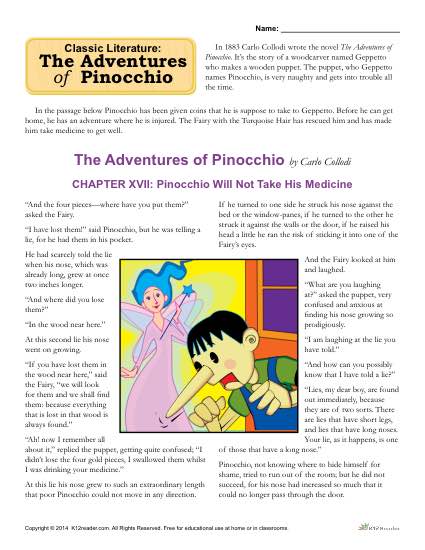 Name:
Classic Literature:
The Adventures
of Pinocchio
In 1883 Carlo Collodi wrote the novel The Adventures of
Pinocchio. It's the story of a woodcarver named Geppetto
who makes a wooden puppet. The puppet, who Geppetto
names Pinocchio, is very naughty and gets into trouble all
the time.
In the passage below Pinocchio has been given coins that he is suppose to take to Geppetto. Before he can get
home, he has an adventure where he is injured. The Fairy with the Turquoise Hair has rescued him and has made
him take medicine to get well.
The Adventures of Pinocchio by Carlo Collodi
CHAPTER XVII: Pinocchio Will Not Take His Medicine
“And the four pieces—where have you put them?”
asked the Fairy.
“I have lost them!” said Pinocchio, but he was telling a
lie, for he had them in his pocket.
He had scarcely told the lie
when his nose, which was
already long, grew at once
two inches longer.
“And where did you lose
them?”
“In the wood near here.”
At this second lie his nose
went on growing.
“If you have lost them in
the wood near here,” said
the Fairy, “we will look
for them and we shall find
them: because everything
that is lost in that wood is
always found.”
“Ah! now I remember all
about it,” replied the puppet, getting quite confused; “I
didn't lose the four gold pieces, I swallowed them whilst
I was drinking your medicine.”
At this lie his nose grew to such an extraordinary length
that poor Pinocchio could not move in any direction.
If he turned to one side he struck his nose against the
bed or the window-panes, if he turned to the other he
struck it against the walls or the door, if he raised his
head a little he ran the risk of sticking it into one of the
Fairy's eyes.
And the Fairy looked at him
and laughed.
“What are you laughing
at?” asked the puppet, very
confused and anxious at
finding his nose growing so
prodigiously.
“I am laughing at the lie you
have told.”
“And how can you possibly
know that I have told a lie?”
“Lies, my dear boy, are found
out immediately, because
they are of two sorts. There
are lies that have short legs,
and lies that have long noses.
Your lie, as it happens, is one
of those that have a long nose.”
Pinocchio, not knowing where to hide himself for
shame, tried to run out of the room; but he did not
succeed, for his nose had increased so much that it
could no longer pass through the door.
Copyright © 2014 K12reader.com. All Rights Reserved. Free for educational use at home or in classrooms.
K12reader